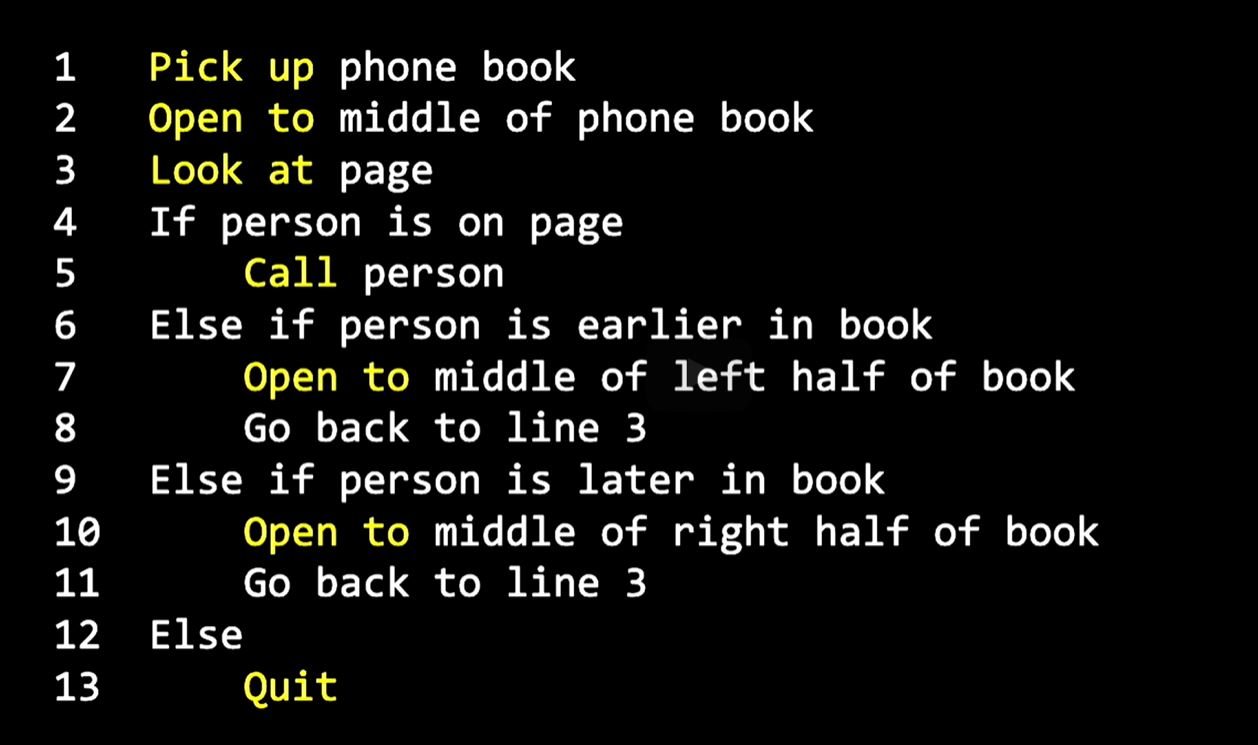 1 Pick up phone book
2 Open to middle of phone book
3 Look at page
4 If person is on page
5 Call person
6 Else if person is earlier in book
7 Open to middle of left half of book
8 Go back to line 3
9 Else if person is later in book
10 Open to middle of right half of book
11 Go back to line 3
12 Else
13 Quit